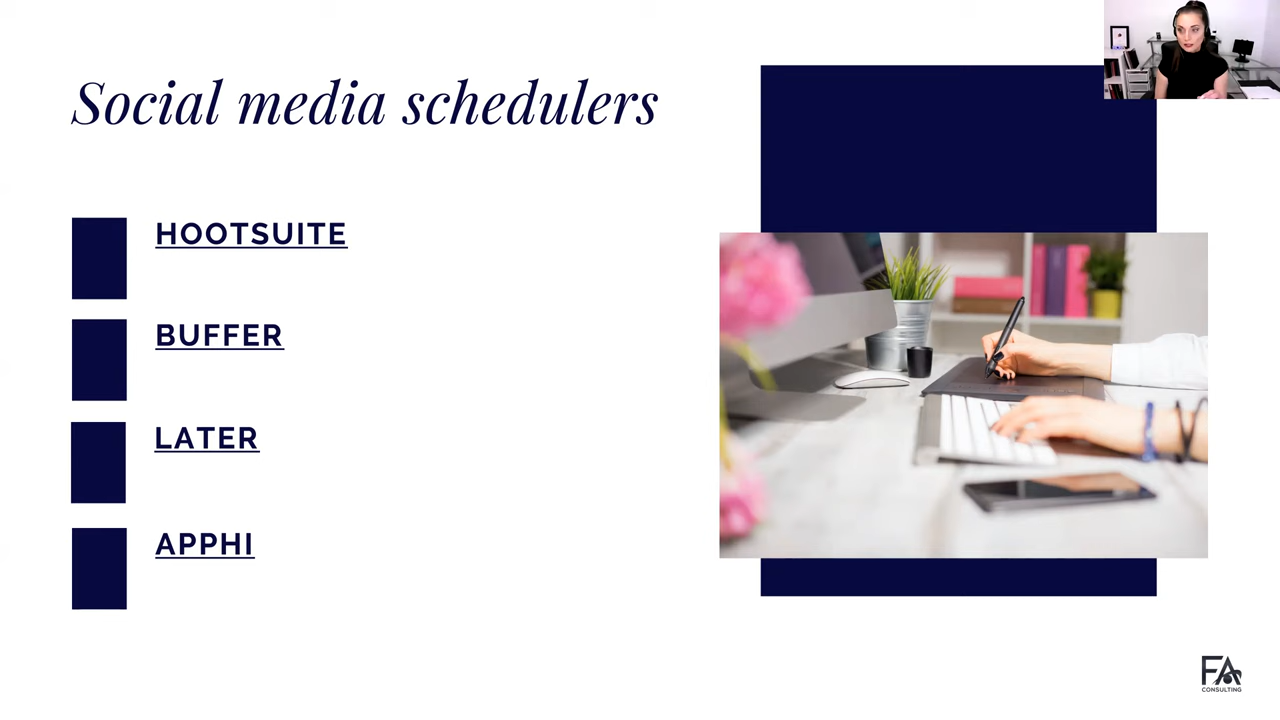 Social media schedulers
HOOTSUITE
BUFFER
LATER
APPHI
FA
CONSULTING